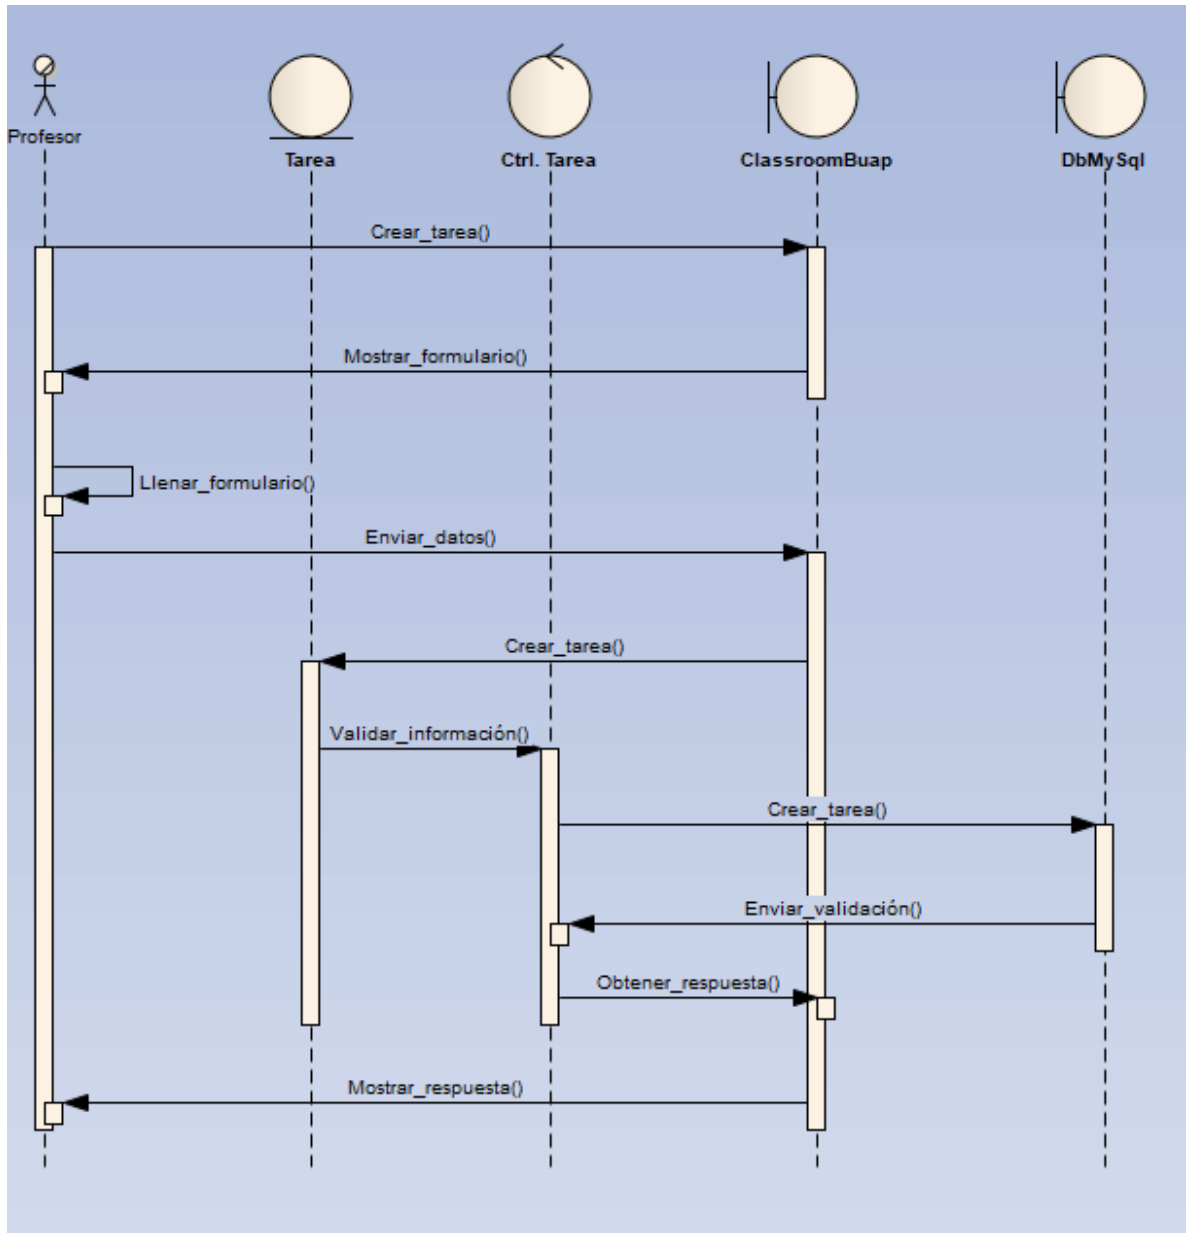 Profesor
Tarea
Ctrl. Tarea
ClassroomBuap
DbMySql
Crear_tarea()
Mostrar_formulario()
Llenar_formulario()
Enviar_datos()
Crear_tarea()
Validar_información()
Crear_tarea()
Enviar_validación()
Obtener_respuesta()
Mostrar_respuesta()